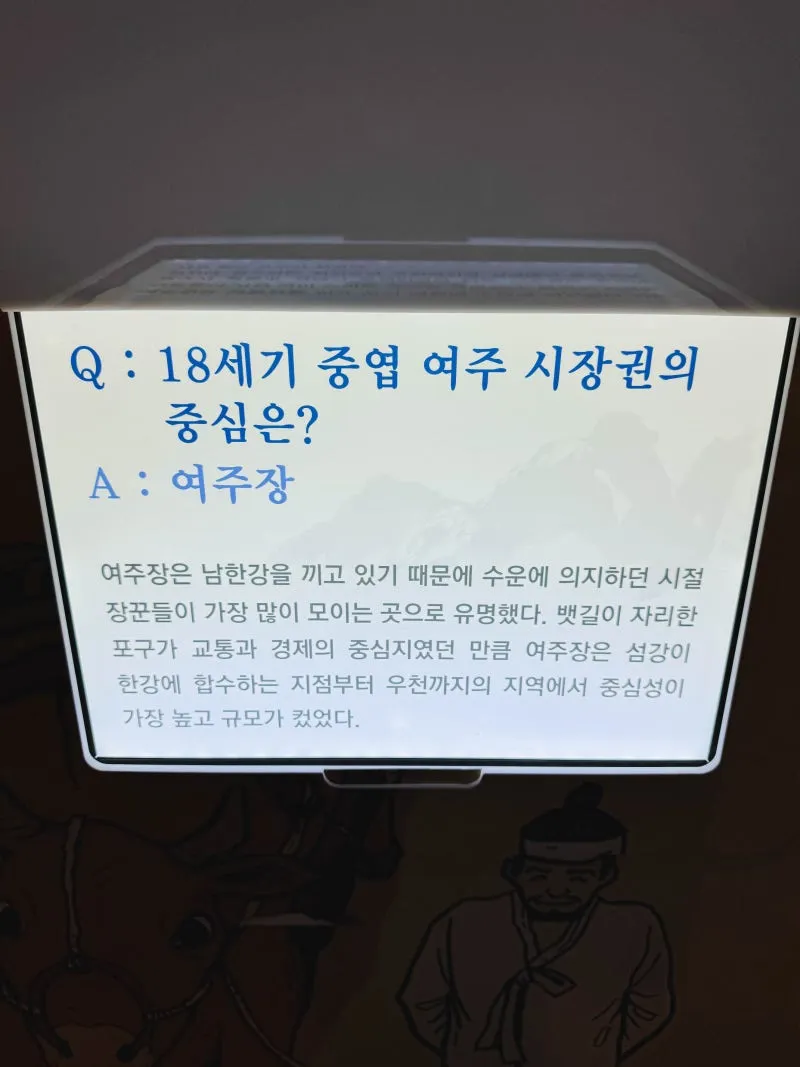 Q : 18세기 중엽 여주 시장권의
중심은?
A : 여주장
여주장은 남한강을 끼고 있기 때문에 수운에 의지하던 시절
장꾼들이 가장 많이 모이는 곳으로 유명했다. 뱃길이 자리한
포구가 교통과 경제의 중심지였던 만큼 여주장은 섬강이
한강에 합수하는 지점부터 우천까지의 지역에서 중심성이
가장 높고 규모가 컸었다.